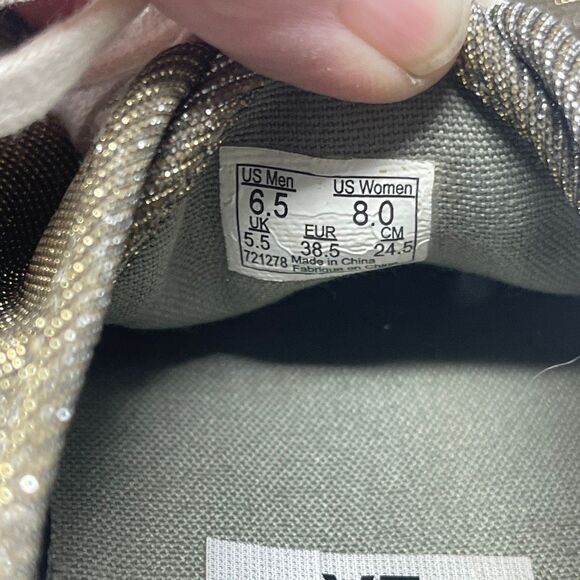 US Men US Women
6.5 8.0
UK EUR CM
5.5 38.5 24.5
721278 Made in China
Fabriqué en Chine